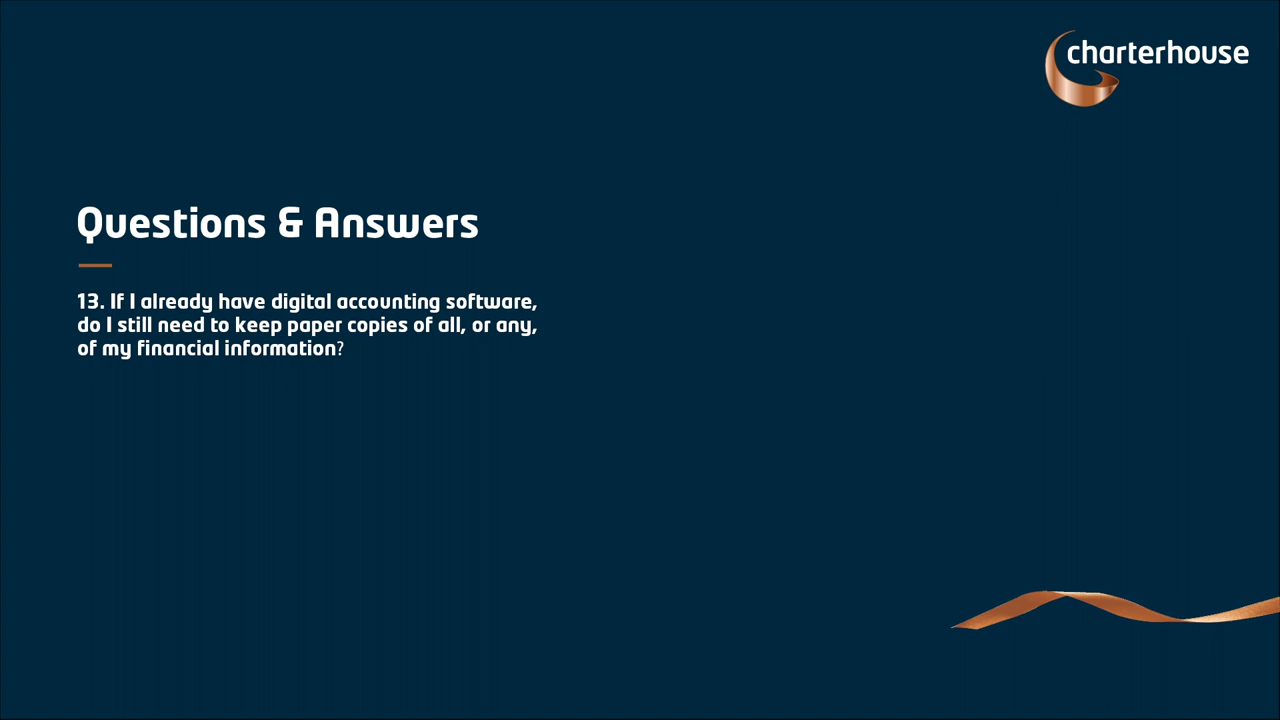 charterhouse
Questions & Answers
13. If I already have digital accounting software,
do I still need to keep paper copies of all, or any,
of my financial information?